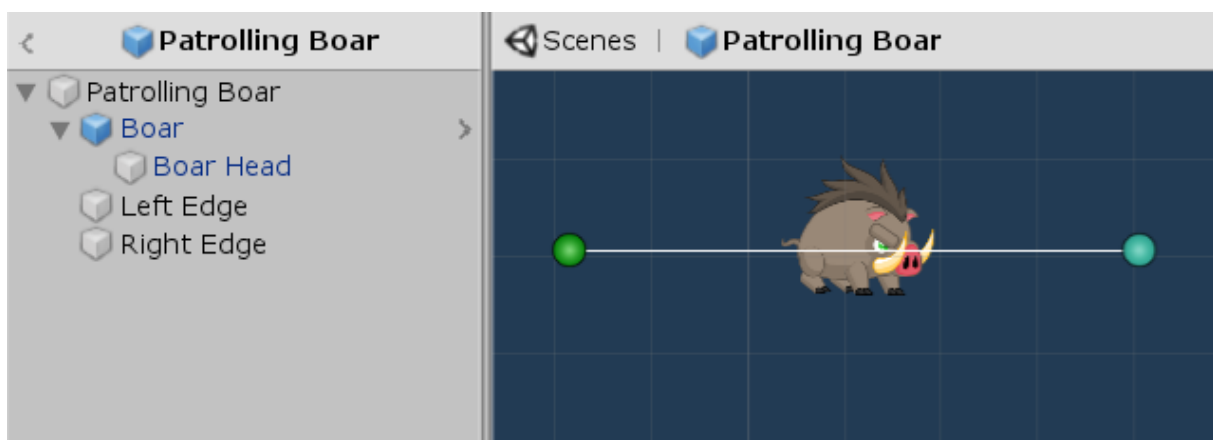 Patrolling Boar
Scenes | Patrolling Boar
Patrolling Boar
Boar
Boar Head
Left Edge
Right Edge